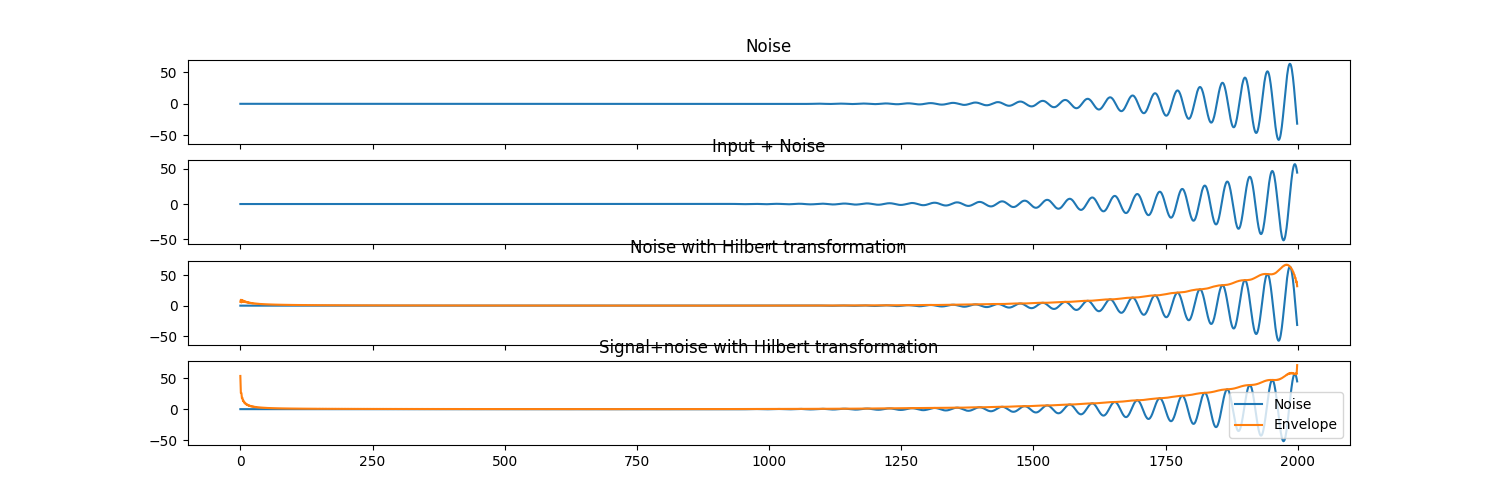 Noise
50
0
−50
Input + Noise
50
0
−50
Noise with Hilbert transformation
50
0
−50
Signal+noise with Hilbert transformation
50
0
−50
Noise
Envelope
0 250 500 750 1000 1250 1500 1750 2000